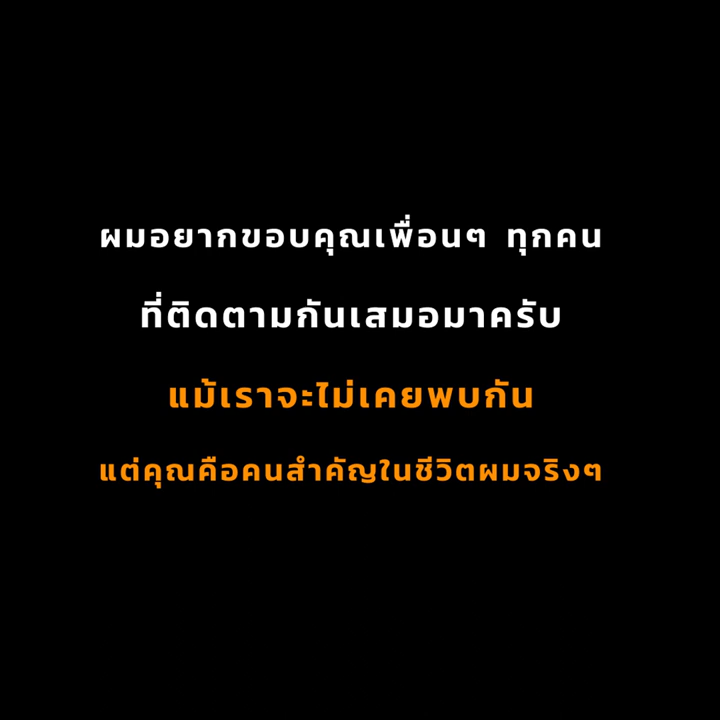 ผมอยากขอบคุณเพื่อนๆ ทุกคน
ที่ติดตามกันเสมอมาครับ
แม้เราจะไม่เคยพบกัน
แต่คุณคือคนสำคัญในชีวิตผมจริงๆ